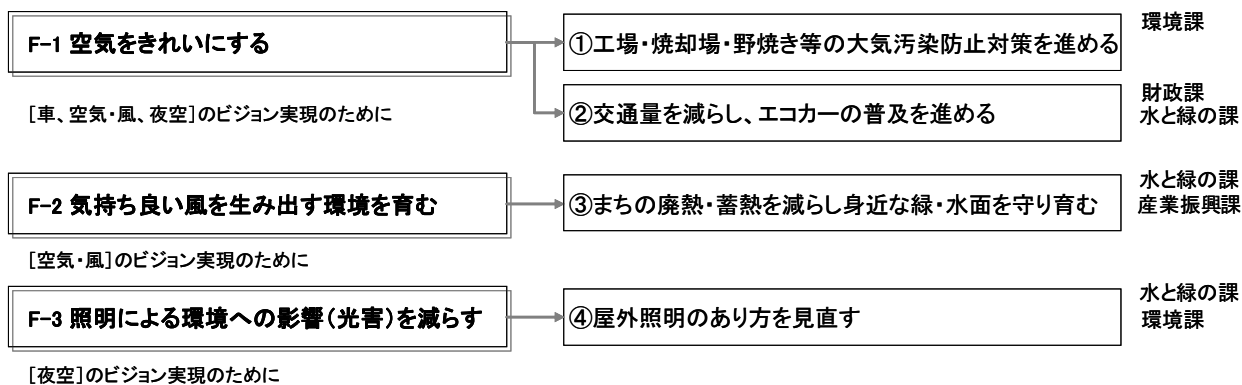 F-1 空気をきれいにする
①工場・焼却場・野焼き等の大気汚染防止対策を進める
環境課
[車、空気・風、夜空]のビジョン実現のために
②交通量を減らし、エコカーの普及を進める
財政課
水と緑の課
F-2 気持ち良い風を生み出す環境を育む
③まちの廃熱・蓄熱を減らし身近な緑・水面を守り育む
水と緑の課
産業振興課
[空気・風]のビジョン実現のために
F-3 照明による環境への影響(光害)を減らす
④屋外照明のあり方を見直す
水と緑の課
環境課
[夜空]のビジョン実現のために